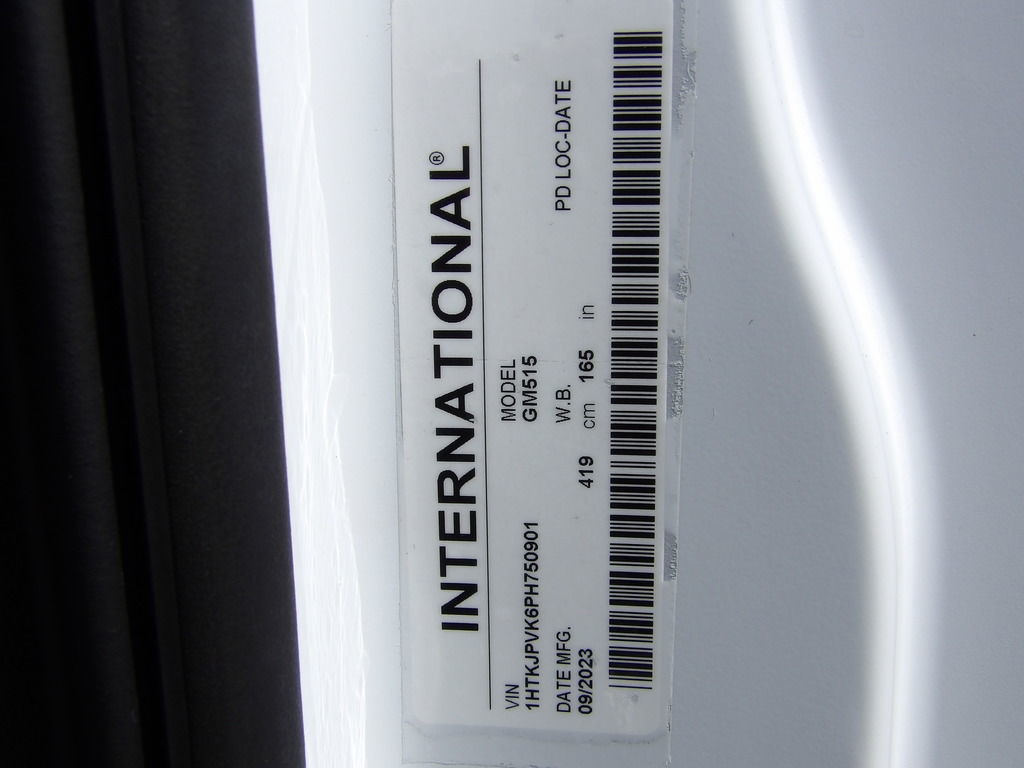 INTERNATIONAL®
VIN MODEL
1HTKJPVK6PH750901 GM515
DATE MFG. W.B. PD LOC-DATE
09/2023 419 cm 165 in